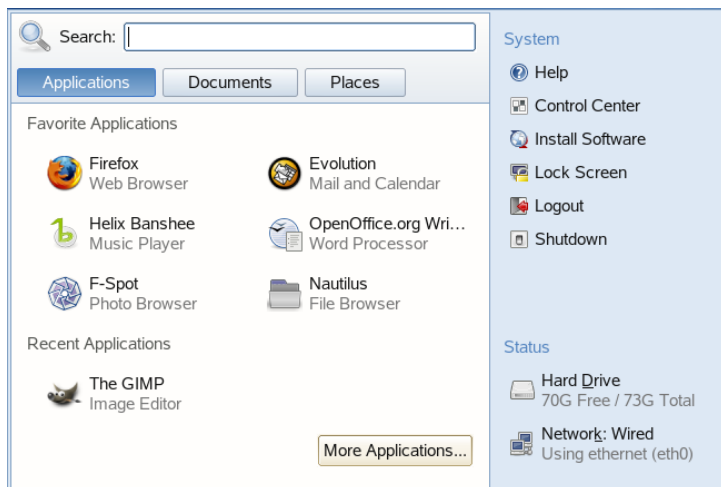 Search:
Applications
Documents
Places
Favorite Applications
Firefox
Web Browser
Evolution
Mail and Calendar
Helix Banshee
Music Player
OpenOffice.org Wri...
Word Processor
F-Spot
Photo Browser
Nautilus
File Browser
Recent Applications
The GIMP
Image Editor
More Applications...
System
Help
Control Center
Install Software
Lock Screen
Logout
Shutdown
Status
Hard Drive
70G Free / 73G Total
Network: Wired
Using ethernet (eth0)